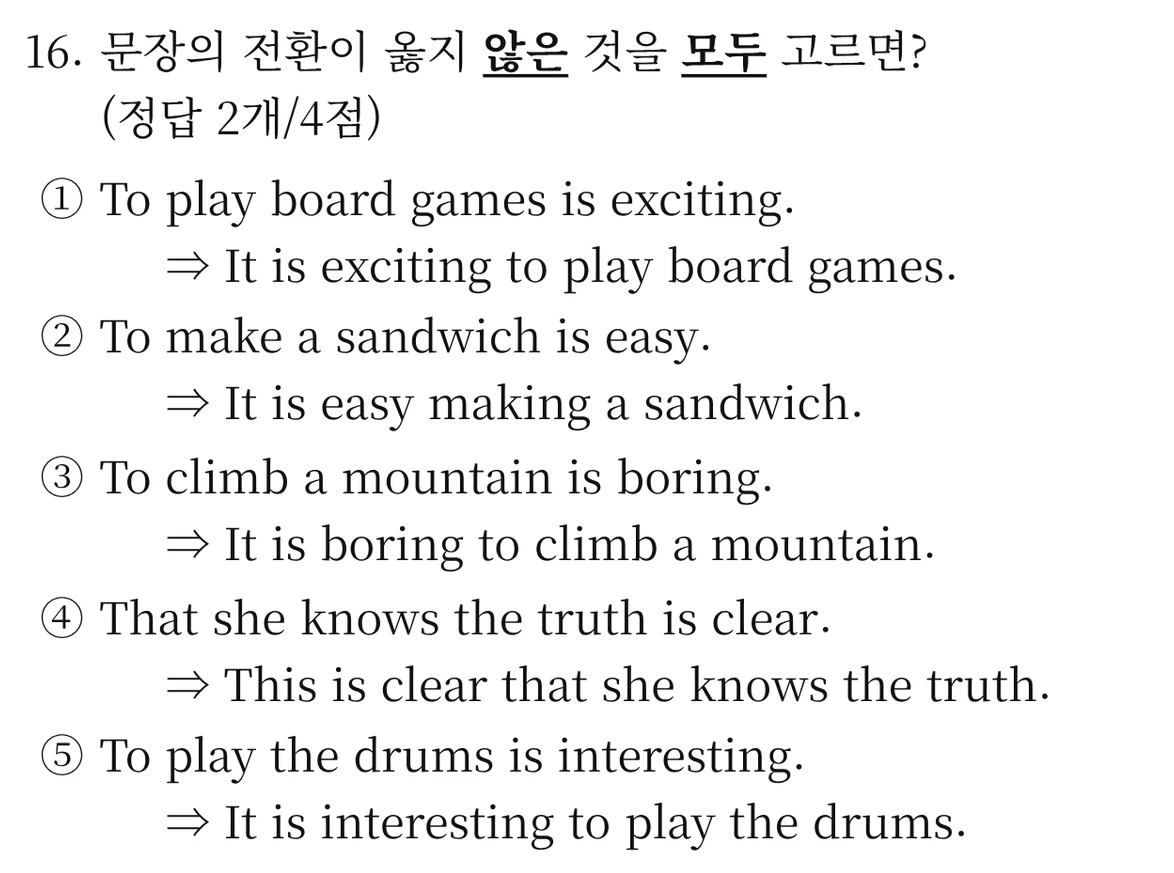 16. 문장의 전환이 옳지 않은 것을 모두 고르면?
(정답 2개/4점)
① To play board games is exciting.
⇒ It is exciting to play board games.
② To make a sandwich is easy.
⇒ It is easy making a sandwich.
③ To climb a mountain is boring.
⇒ It is boring to climb a mountain.
④ That she knows the truth is clear.
⇒ This is clear that she knows the truth.
⑤ To play the drums is interesting.
⇒ It is interesting to play the drums.